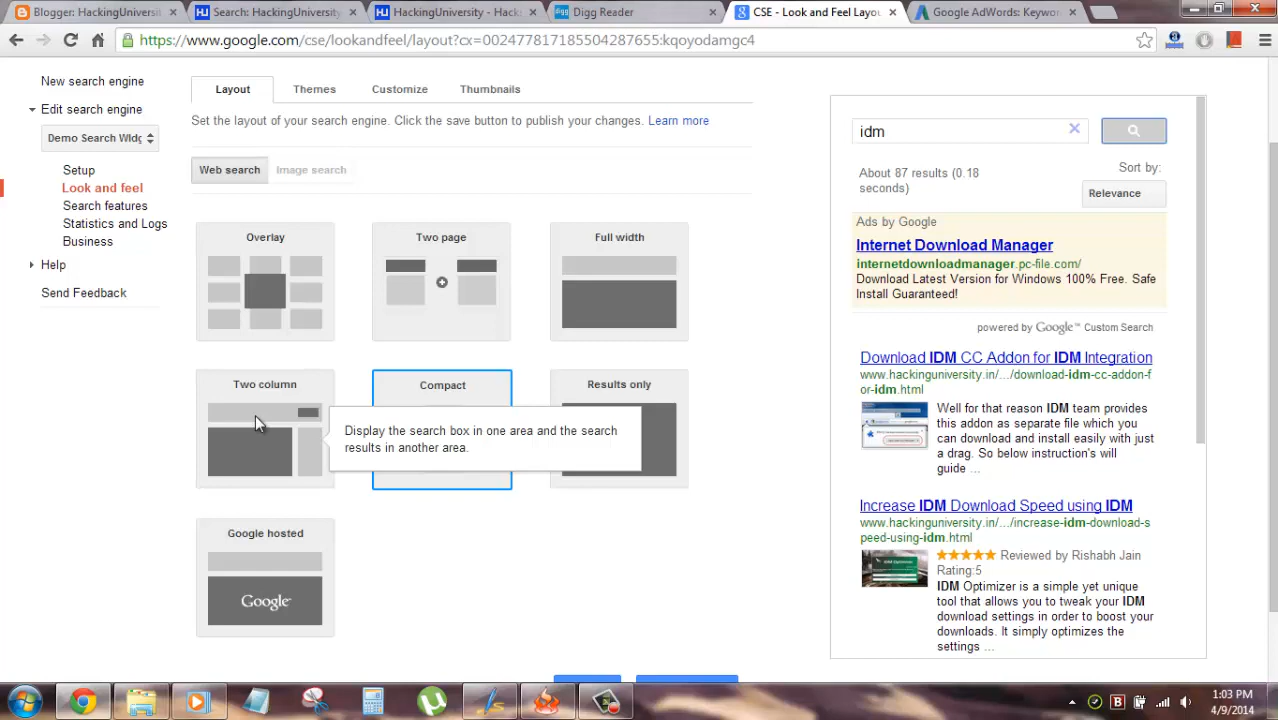 Blogger: HackingUniversi
Search: HackingUniversity
HackingUniversity - Hacks
Digg Reader
CSE - Look and Feel Layou
Google AdWords: Keywor
https://www.google.com/cse/lookandfeel/layout?cx=002477817185504287655:kqoyodamgc4
New search engine
Edit search engine
Demo Search Widg
Setup
Look and feel
Search features
Statistics and Logs
Business
Help
Send Feedback
Layout
Themes
Customize
Thumbnails
Set the layout of your search engine. Click the save button to publish your changes. Learn more
Web search
Image search
Overlay
Two page
Full width
Two column
Compact
Results only
Display the search box in one area and the search
results in another area.
Google hosted
Google™
idm
About 87 results (0.18
seconds)
Sort by:
Relevance
Ads by Google
Internet Download Manager
internetdownloadmanager.pc-file.com/
Download Latest Version for Windows 100% Free. Safe
Install Guaranteed!
powered by Google™ Custom Search
Download IDM CC Addon for IDM Integration
www.hackinguniversity.in/.../download-idm-cc-addon-f
or-idm.html
Well for that reason IDM team provides
this addon as separate file which you
can download and install easily with just
a drag. So below instruction's will
guide ...
Increase IDM Download Speed using IDM
www.hackinguniversity.in/.../increase-idm-download-s
peed-using-idm.html
Reviewed by Rishabh Jain
Rating:5
IDM Optimizer is a simple yet unique
tool that allows you to tweak your IDM
download settings in order to boost your
downloads. It simply optimizes the
settings ...
1:03 PM
4/9/2014